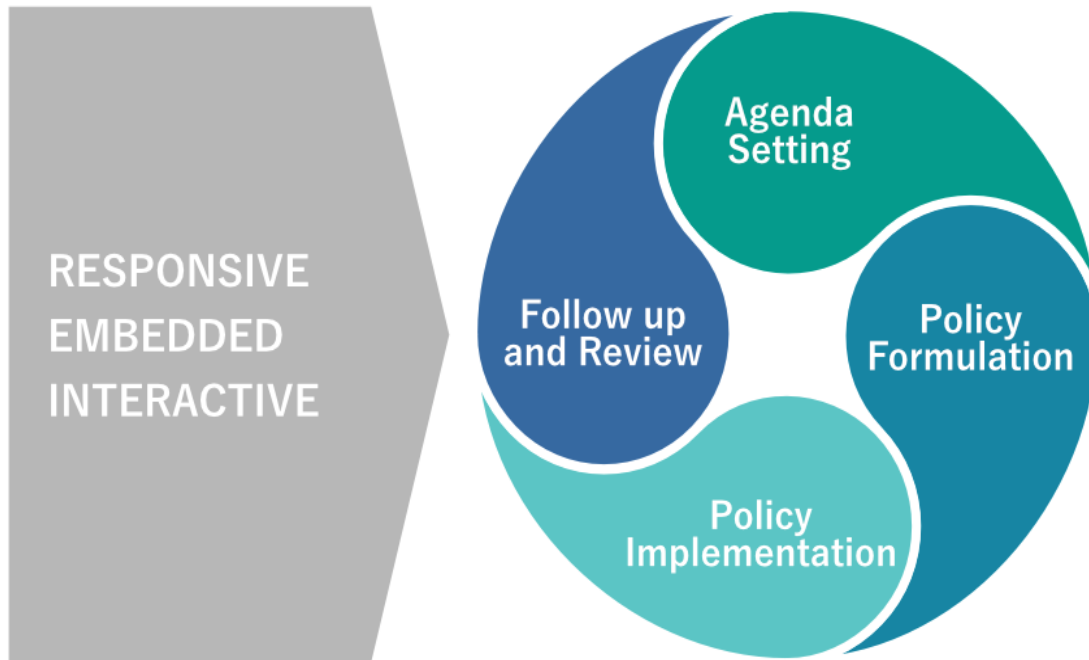 RESPONSIVE
EMBEDDED
INTERACTIVE
Agenda
Setting
Policy
Formulation
Policy
Implementation
Follow up
and Review